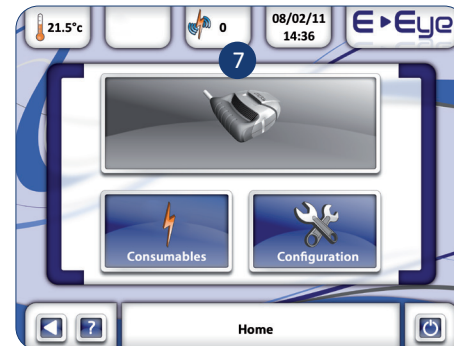 21.5°c
0
08/02/11
14:36
E Eye
7
Consumables
Configuration
?
Home